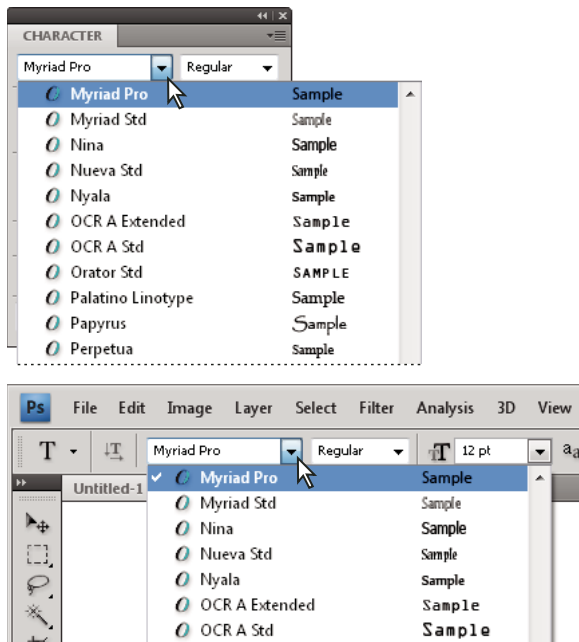 CHARACTER
Myriad Pro Regular
Myriad Pro Sample
Myriad Std Sample
Nina Sample
Nueva Std Sample
Nyala Sample
OCR A Extended Sample
OCR A Std Sample
Orator Std SAMPLE
Palatino Linotype Sample
Papyrus Sample
Perpetua Sample
Ps File Edit Image Layer Select Filter Analysis 3D View
T T Myriad Pro Regular TT 12 pt aa
Untitled-1
Myriad Pro Sample
Myriad Std Sample
Nina Sample
Nueva Std Sample
Nyala Sample
OCR A Extended Sample
OCR A Std Sample